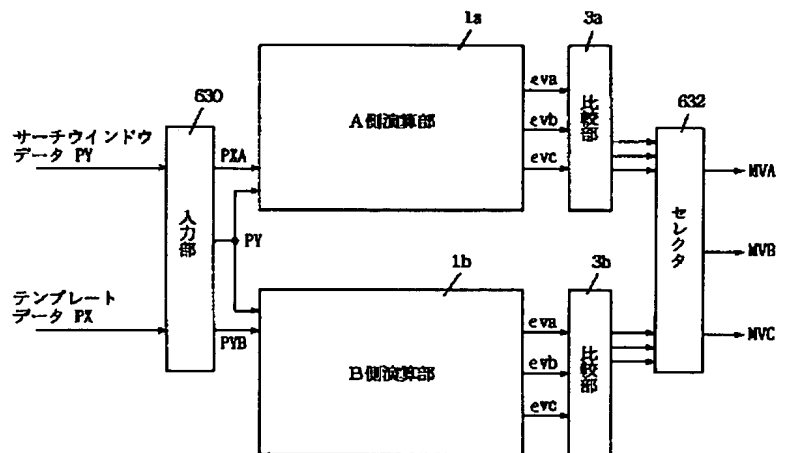 1a
3a
630
サーチウインドウ
データ PY
PXA
入力部
PY
A側演算部
eva
evb
evc
比較部
632
セレクタ
MVA
MVB
MVC
テンプレート
データ PX
PYB
1b
3b
B側演算部
eva
evb
evc
比較部